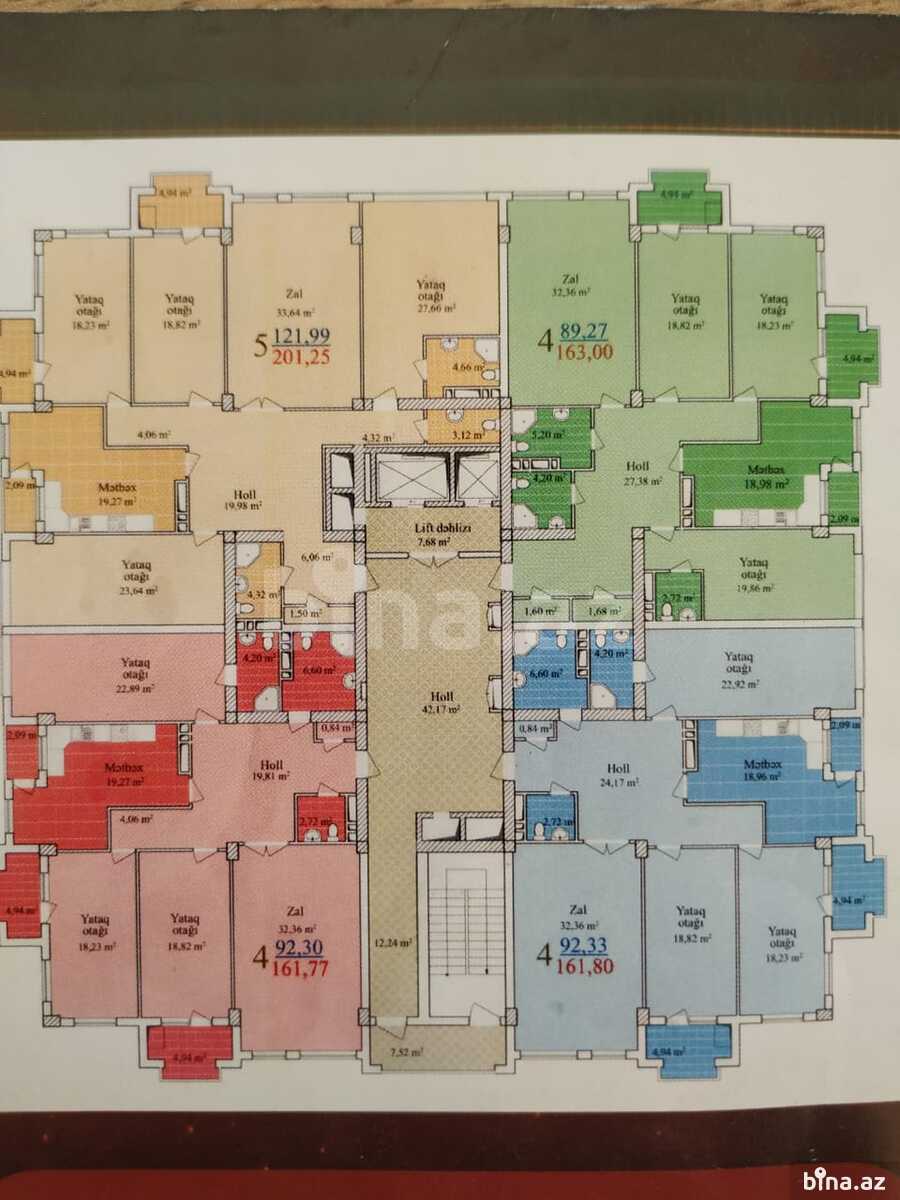 4,94 m²
4,94 m²
Yataq
otağı
18,23 m²
Yataq
otağı
18,82 m²
Zal
33,64 m²
5 121,99
201,25
Yataq
otağı
27,66 m²
Zal
32,36 m²
4 89,27
163,00
Yataq
otağı
18,82 m²
Yataq
otağı
18,23 m²
4,94 m²
4,66 m²
4,94 m²
4,06 m²
4,32 m²
3,12 m²
5,20 m²
4,20 m²
Holl
27,38 m²
Mətbəx
18,98 m²
2,09 m
Mətbəx
19,27 m²
2,09 m
Holl
19,98 m²
Lift dəhlizi
7,68 m²
6,06 m²
Yataq
otağı
23,64 m²
4,32 m²
1,50 m²
1,60 m²
1,68 m²
2,72 m²
Yataq
otağı
19,86 m²
bina.az
Yataq
otağı
22,89 m²
4,20 m²
6,60 m²
Holl
42,17 m²
6,60 m²
4,20 m²
Yataq
otağı
22,92 m²
2,09 m
Mətbəx
19,27 m²
4,06 m²
Holl
19,81 m²
0,84 m²
2,72 m²
0,84 m²
Holl
24,17 m²
2,72 m²
Mətbəx
18,96 m²
2,09 m
4,94 m²
Yataq
otağı
18,23 m²
Yataq
otağı
18,82 m²
Zal
32,36 m²
4 92,30
161,77
12,24 m²
Zal
32,36 m²
4 92,33
161,80
Yataq
otağı
18,82 m²
Yataq
otağı
18,23 m²
4,94 m²
4,94 m²
7,52 m²
4,94 m²
bina.az